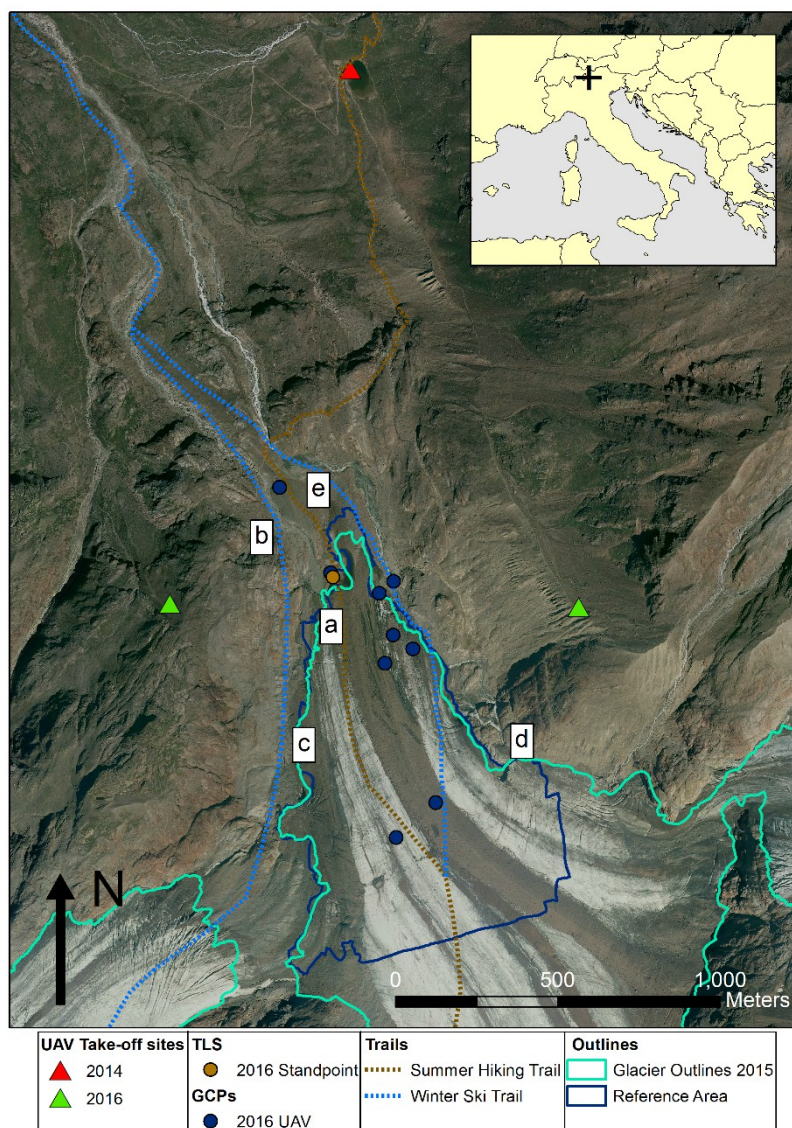 e
b
a
c
d
N
0 500 1,000
Meters
UAV Take-off sites
2014
2016
TLS
2016 Standpoint
GCPs
2016 UAV
Trails
Summer Hiking Trail
Winter Ski Trail
Outlines
Glacier Outlines 2015
Reference Area